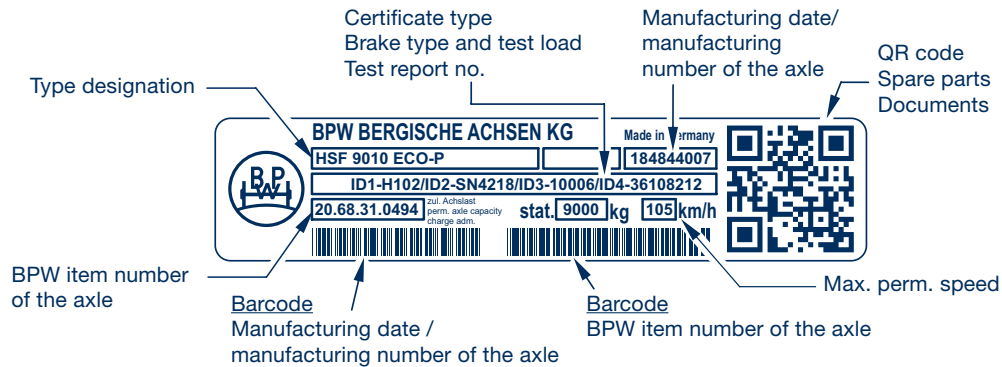 Certificate type
Brake type and test load
Test report no.
Manufacturing date/
manufacturing
number of the axle
QR code
Spare parts
Documents
Type designation
BPW BERGISCHE ACHSEN KG
Made in Germany
HSF 9010 ECO-P
184844007
BPW
ID1-H102/ID2-SN4218/ID3-10006/ID4-36108212
20.68.31.0494
zul. Achslast
perm. axle capacity
charge adm.
stat. 9000 kg 105 km/h
BPW item number
of the axle
Barcode
Manufacturing date /
manufacturing number of the axle
Barcode
BPW item number of the axle
Max. perm. speed